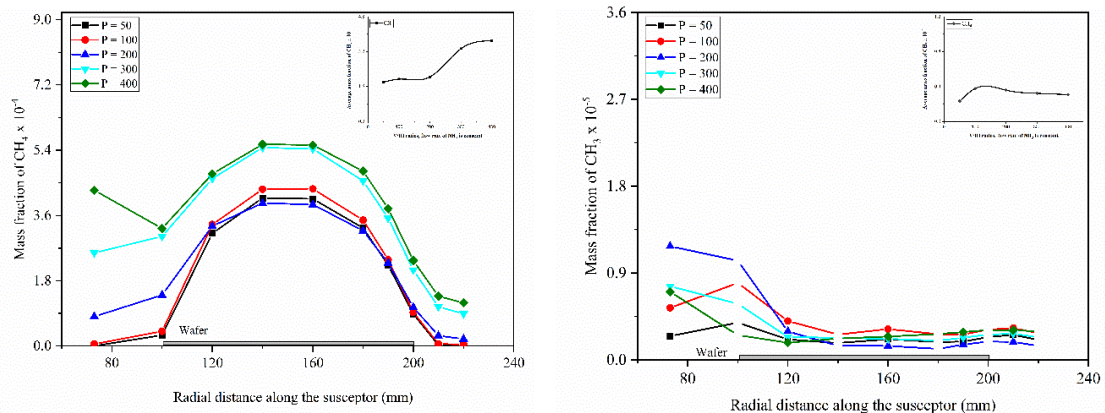 9.0
7.2
5.4
3.6
1.8
0.0
Mass fraction of CH₄ x 10⁻⁴
P = 50
P = 100
P = 200
P = 300
P = 400
CH
Wafer
80 120 160 200 240
Radial distance along the susceptor (mm)
3.6
2.7
1.8
0.9
0.0
Mass fraction of CH₃ x 10⁻⁵
P = 50
P = 100
P = 200
P = 300
P = 400
CH₃
Wafer
80 120 160 200 240
Radial distance along the susceptor (mm)